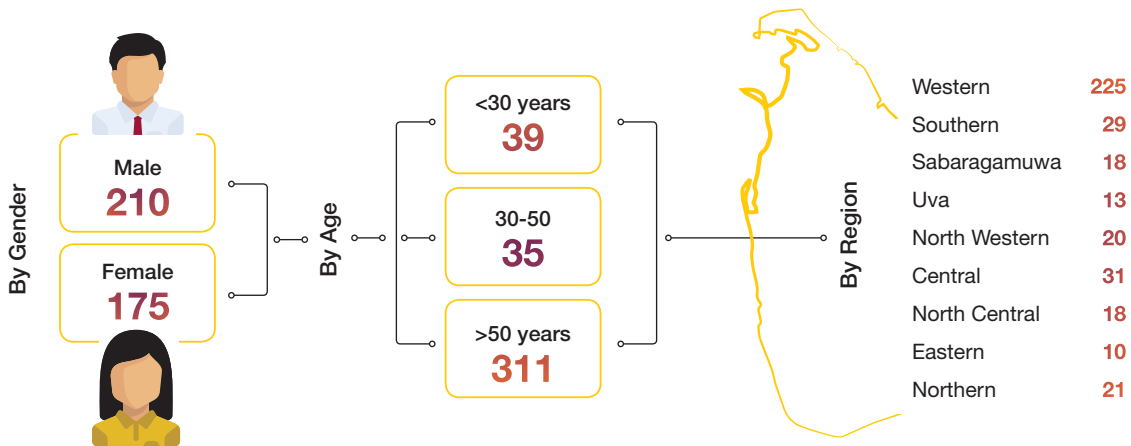 By Gender
Male
210
Female
175
By Age
<30 years
39
30-50
35
>50 years
311
By Region
Western 225
Southern 29
Sabaragamuwa 18
Uva 13
North Western 20
Central 31
North Central 18
Eastern 10
Northern 21